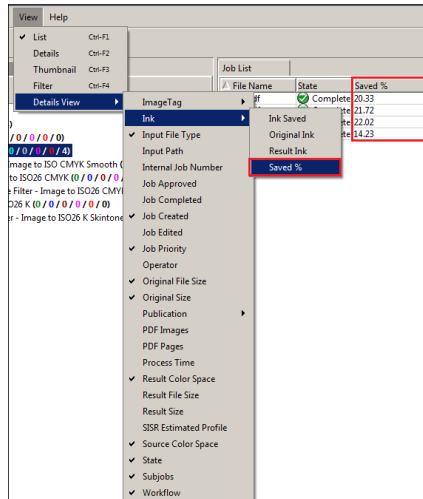 View Help
✓ List Ctrl-F1
Details Ctrl-F2
Thumbnail Ctrl-F3
Filter Ctrl-F4
Details View
Job List
File Name State Saved %
Complete 20.33
21.72
22.02
14.23
/ 0 / 0 / 0 / 0)
0 / 0 / 0 / 0 / 4)
mage to ISO CMYK Smooth (
to ISO26 CMYK (0 / 0 / 0 / 0
Filter - Image to ISO26 CMY
26 K (0 / 0 / 0 / 0 / 0)
er - Image to ISO26 K Skintone
ImageTag
Ink
✓ Input File Type
Input Path
Internal Job Number
Job Approved
Job Completed
✓ Job Created
Job Edited
✓ Job Priority
Operator
✓ Original File Size
✓ Original Size
Publication
PDF Images
PDF Pages
Process Time
✓ Result Color Space
Result File Size
Result Size
SISR Estimated Profile
✓ Source Color Space
✓ State
✓ Subjobs
✓ Workflow
Ink Saved
Original Ink
Result Ink
Saved %